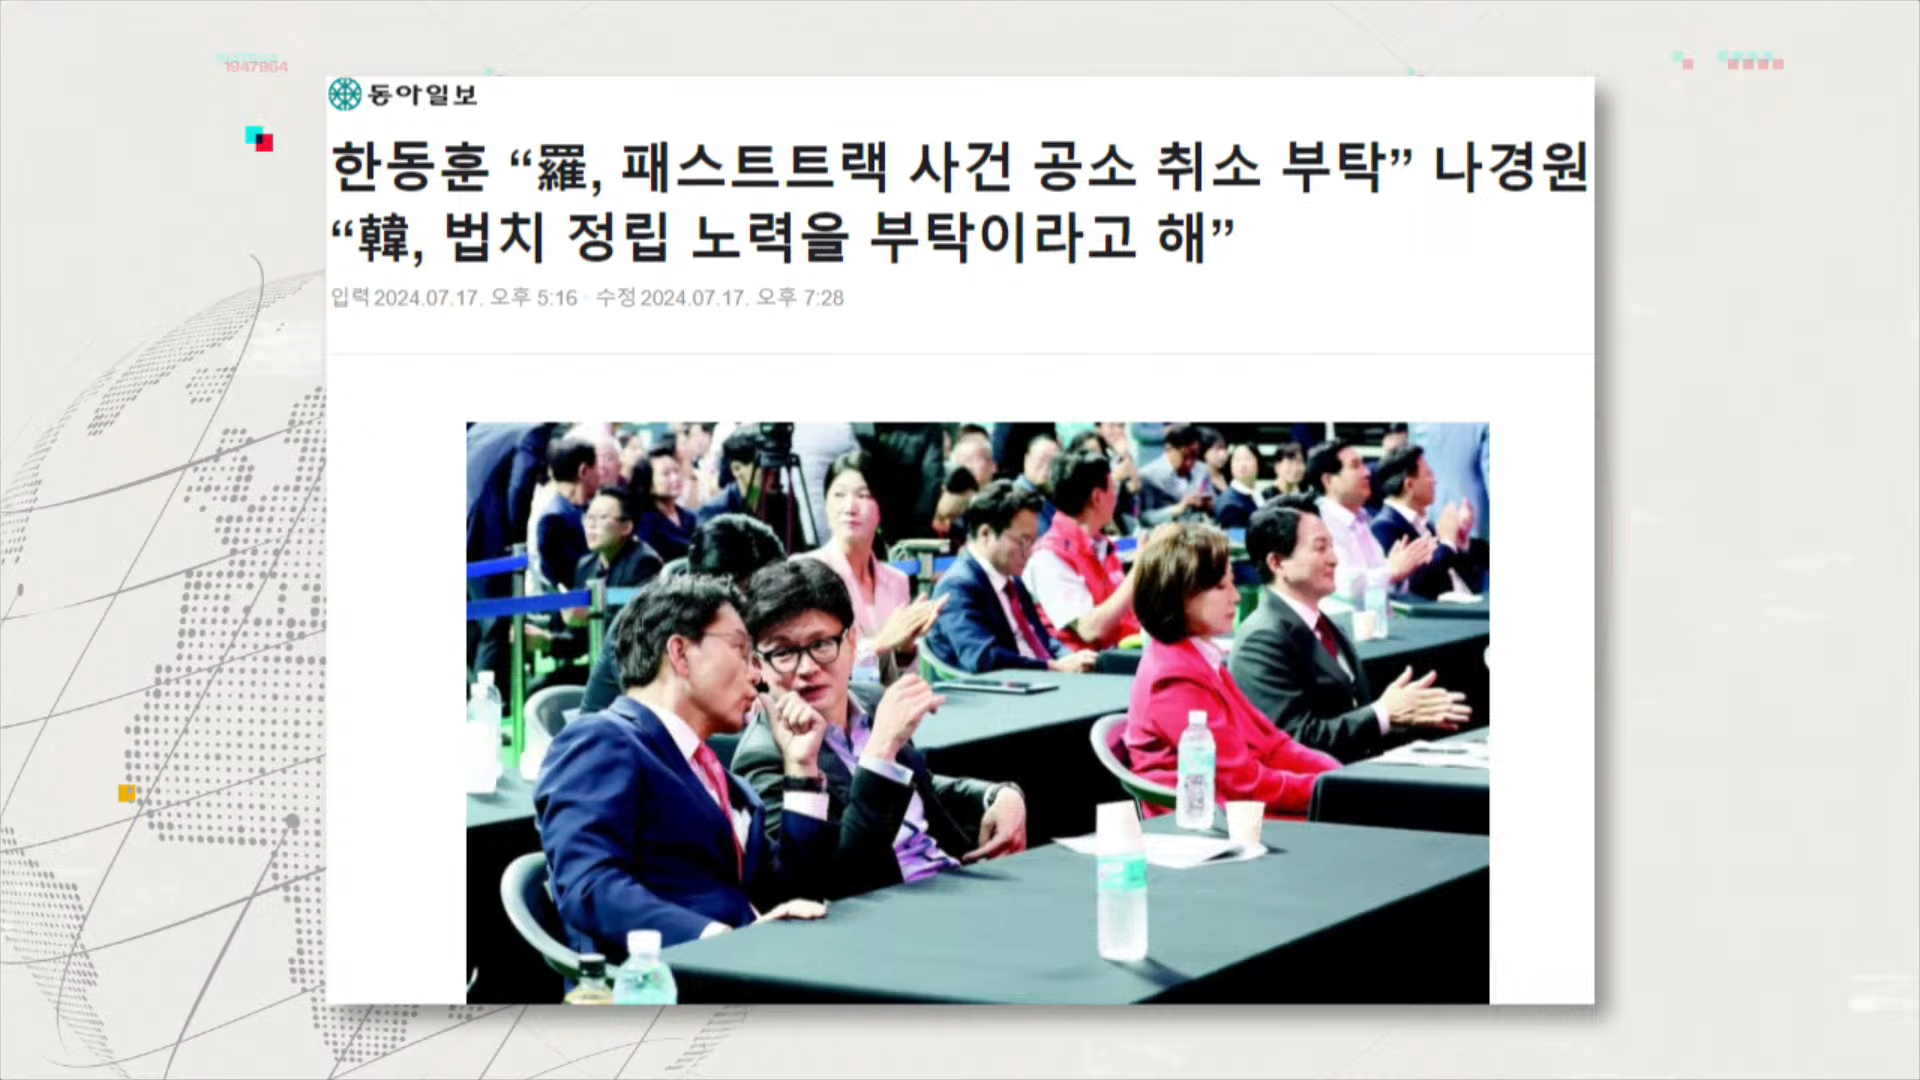 1947954
동아일보
한동훈 “羅, 패스트트랙 사건 공소 취소 부탁” 나경원
“韓, 법치 정립 노력을 부탁이라고 해”
입력 2024.07.17. 오후 5:16 · 수정 2024.07.17. 오후 7:28